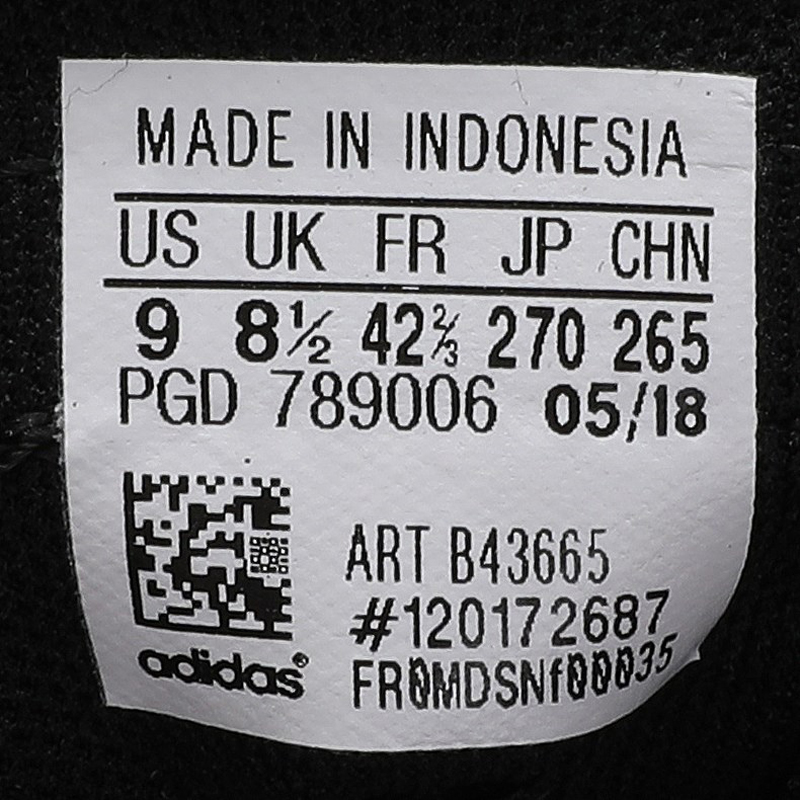 MADE IN INDONESIA
US UK FR JP CHN
9 8½ 42⅔ 270 265
PGD 789006 05/18
ART B43665
#120172687
adidas® FR0MDSNf00035